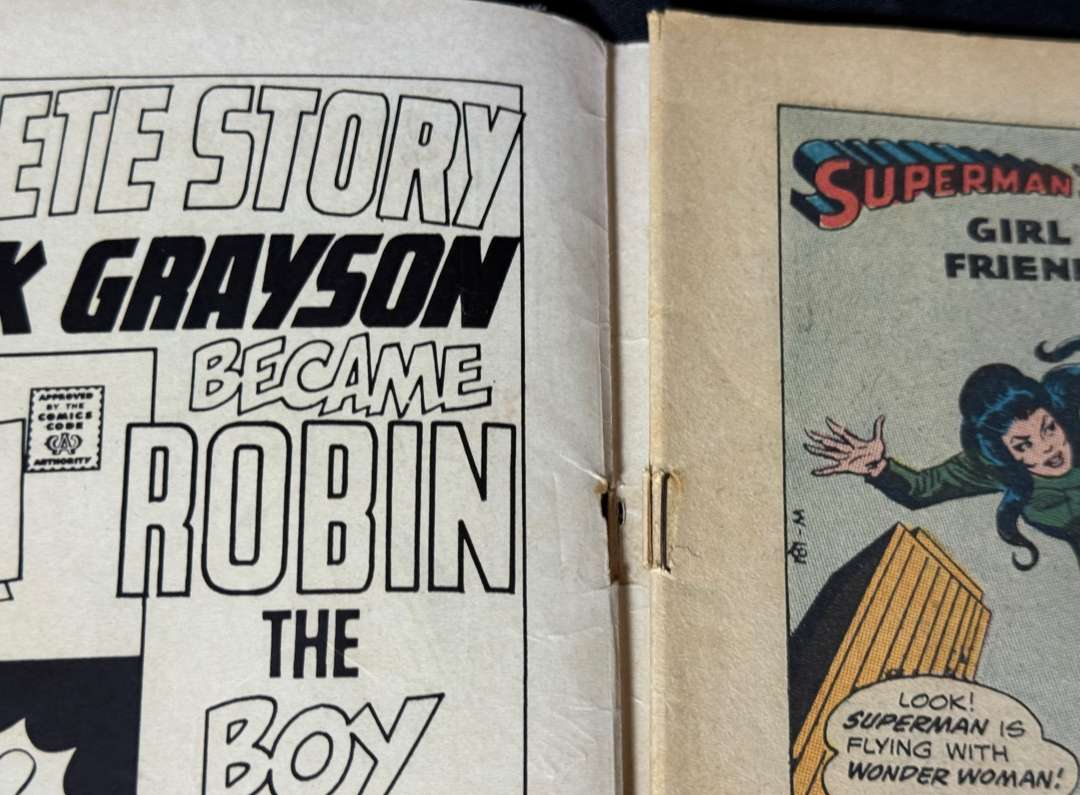 ETE STORY
K GRAYSON
BECAME
ROBIN
THE
BOY
APPROVED
BY THE
COMICS
CODE
CA
AUTHORITY
SUPERMAN'
GIRL
FRIEN
LOOK!
SUPERMAN IS
FLYING WITH
WONDER WOMAN!